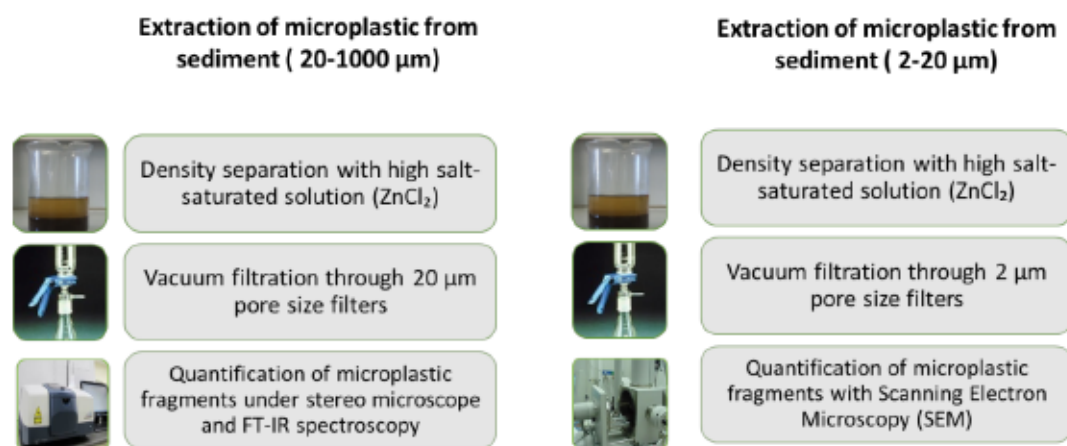 Extraction of microplastic from
sediment ( 20-1000 µm)
Density separation with high salt-
saturated solution (ZnCl₂)
Vacuum filtration through 20 µm
pore size filters
Quantification of microplastic
fragments under stereo microscope
and FT-IR spectroscopy
Extraction of microplastic from
sediment ( 2-20 µm)
Density separation with high salt-
saturated solution (ZnCl₂)
Vacuum filtration through 2 µm
pore size filters
Quantification of microplastic
fragments with Scanning Electron
Microscopy (SEM)